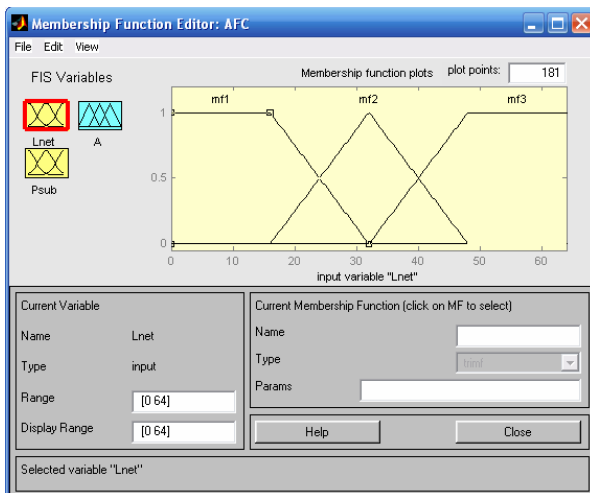 Membership Function Editor: AFC
File Edit View
FIS Variables
Membership function plots plot points: 181
mf1 mf2 mf3
Lnet A
Psub
1
0.5
0
0 10 20 30 40 50 60
input variable "Lnet"
Current Variable
Name Lnet
Type input
Range [0 64]
Display Range [0 64]
Current Membership Function (click on MF to select)
Name
Type trimf
Params
Help Close
Selected variable "Lnet"